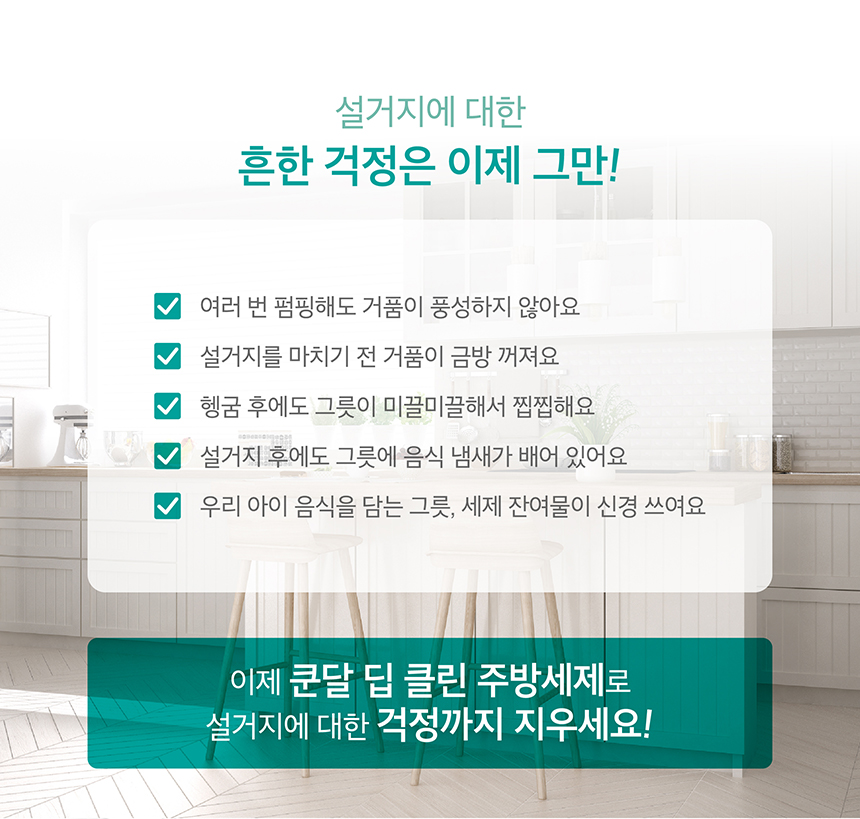 설거지에 대한
흔한 걱정은 이제 그만!
여러 번 펌핑해도 거품이 풍성하지 않아요
설거지를 마치기 전 거품이 금방 꺼져요
헹굼 후에도 그릇이 미끌미끌해서 찝찝해요
설거지 후에도 그릇에 음식 냄새가 배어 있어요
우리 아이 음식을 담는 그릇, 세제 잔여물이 신경 쓰여요
이제 쿤달 딥 클린 주방세제로
설거지에 대한 걱정까지 지우세요!